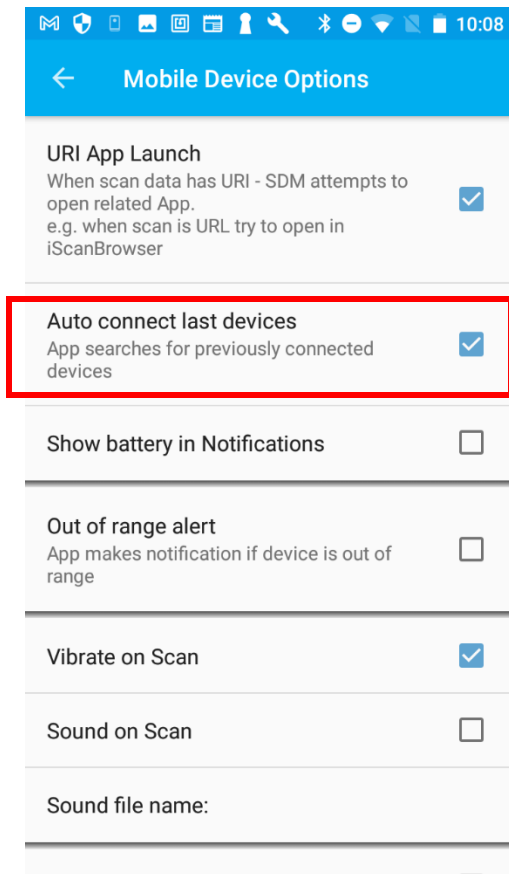 10:08
Mobile Device Options
URI App Launch
When scan data has URI - SDM attempts to
open related App.
e.g. when scan is URL try to open in
iScanBrowser
Auto connect last devices
App searches for previously connected
devices
Show battery in Notifications
Out of range alert
App makes notification if device is out of
range
Vibrate on Scan
Sound on Scan
Sound file name: